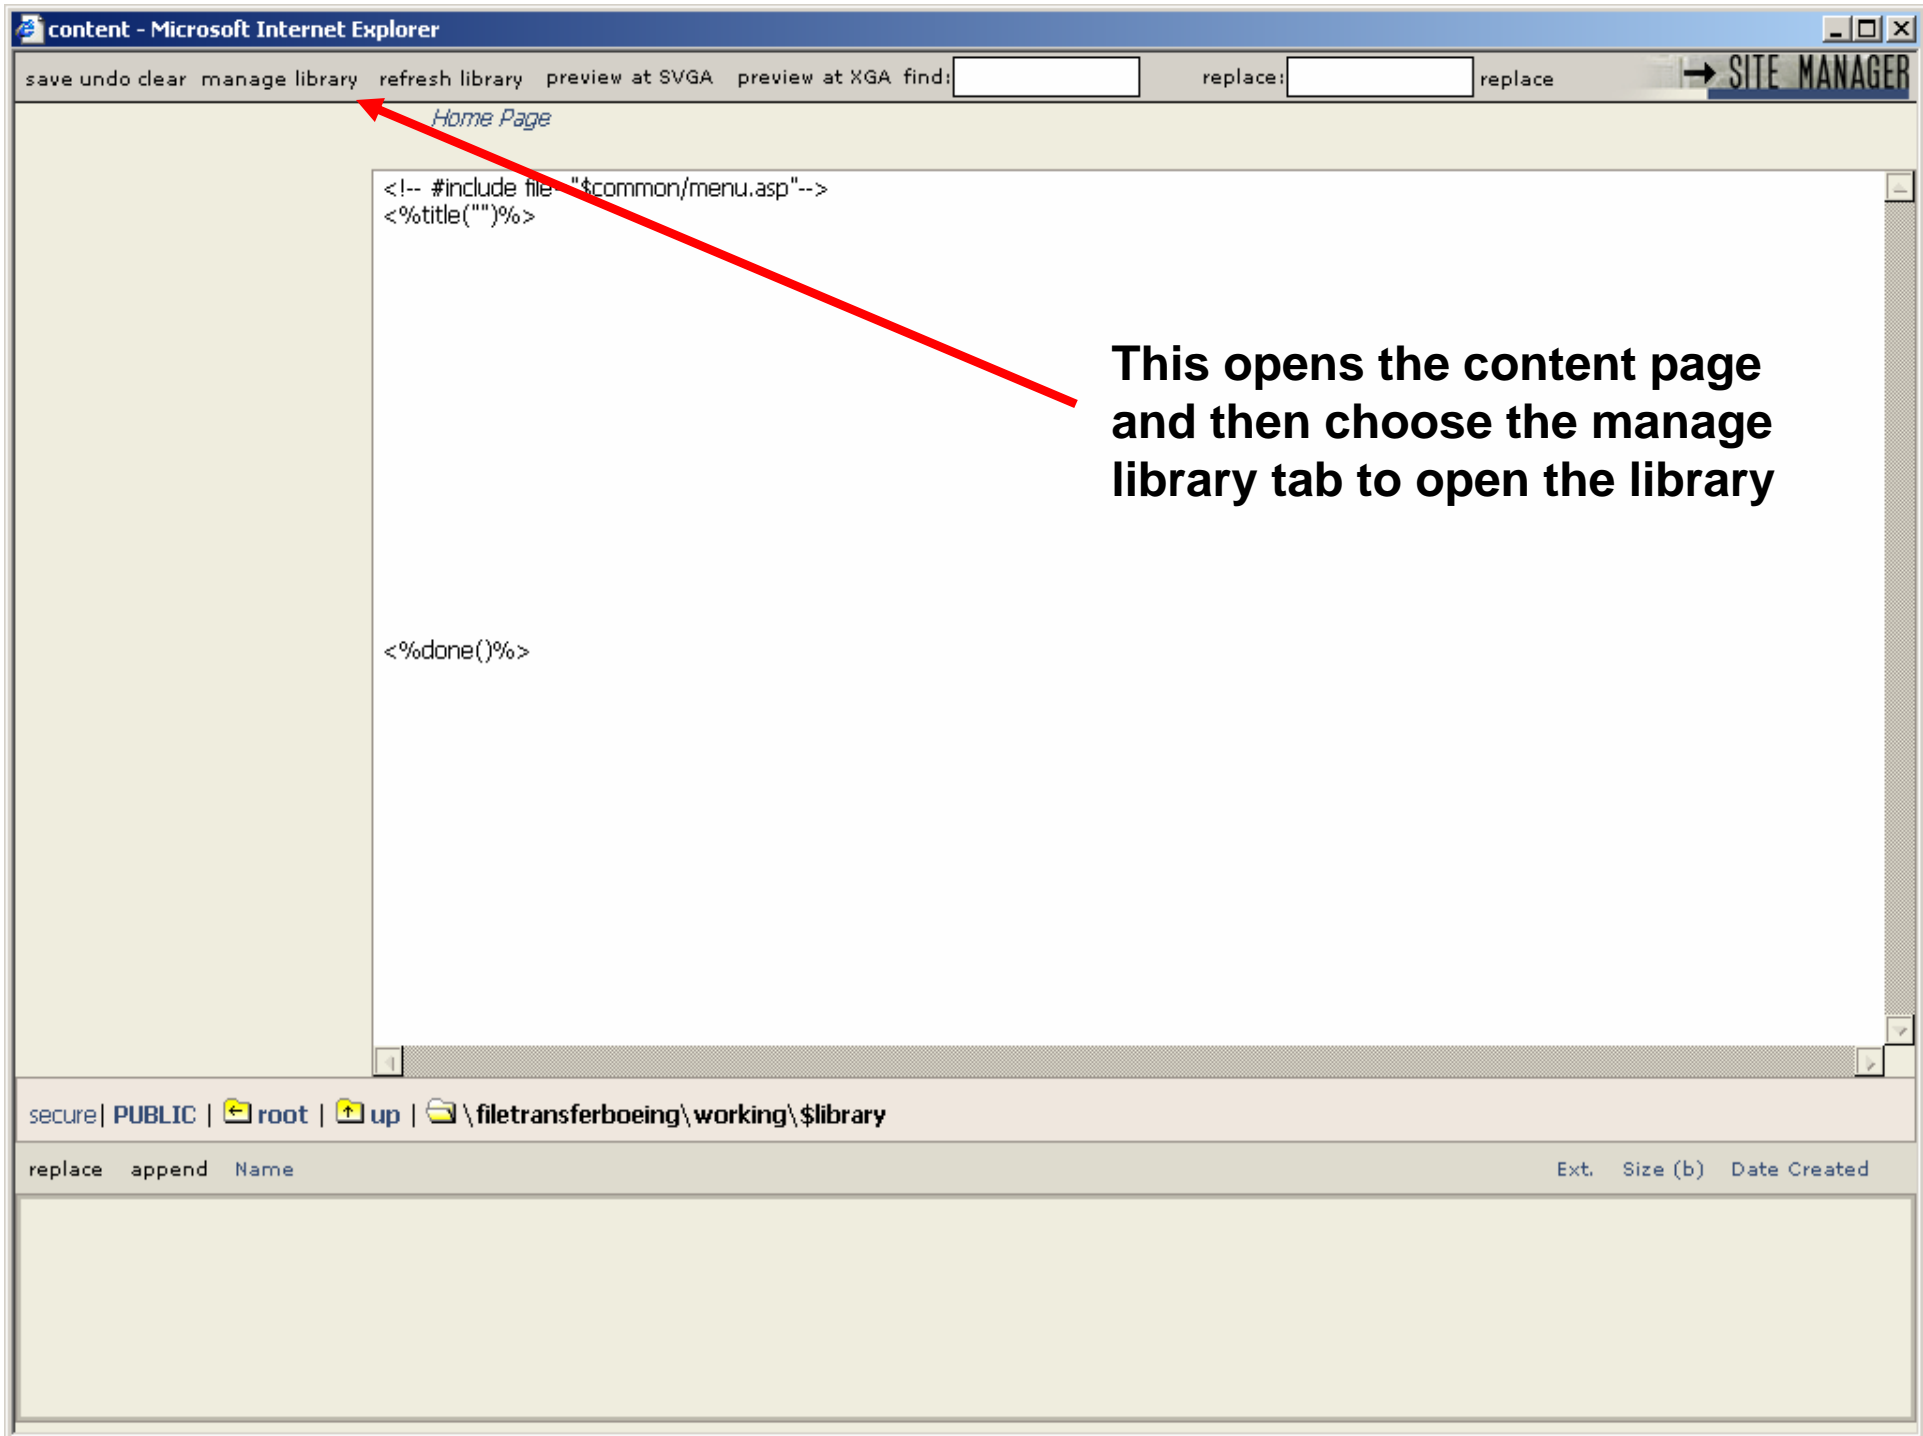 content - Microsoft Internet Explorer
save undo clear manage library refresh library preview at SVGA preview at XGA find: replace: replace SITE MANAGER
Home Page
<!-- #include file="$common/menu.asp"-->
<%title("")%>
This opens the content page
and then choose the manage
library tab to open the library
<%done()%>
secure| PUBLIC | root | up | \filetransferboeing\working\$library
replace append Name Ext. Size (b) Date Created